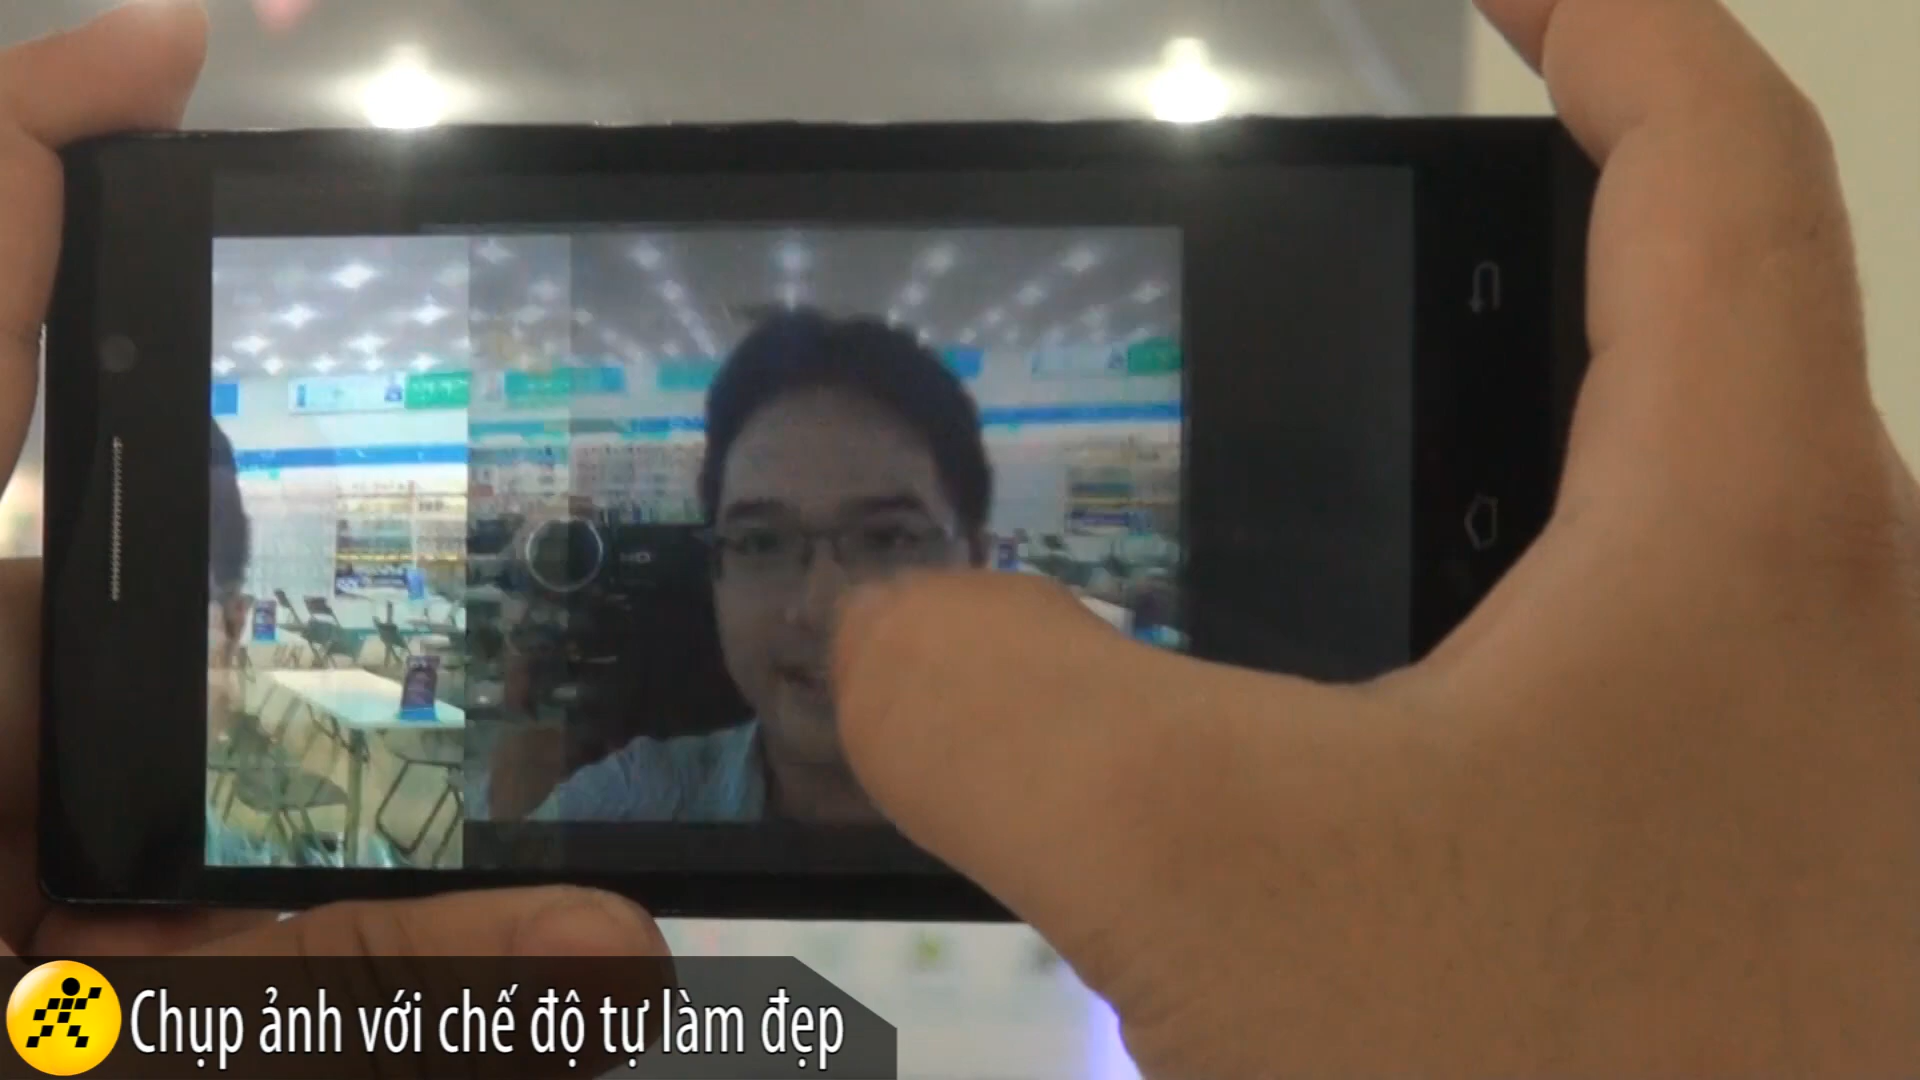 Chụp ảnh với chế độ tự làm đẹp